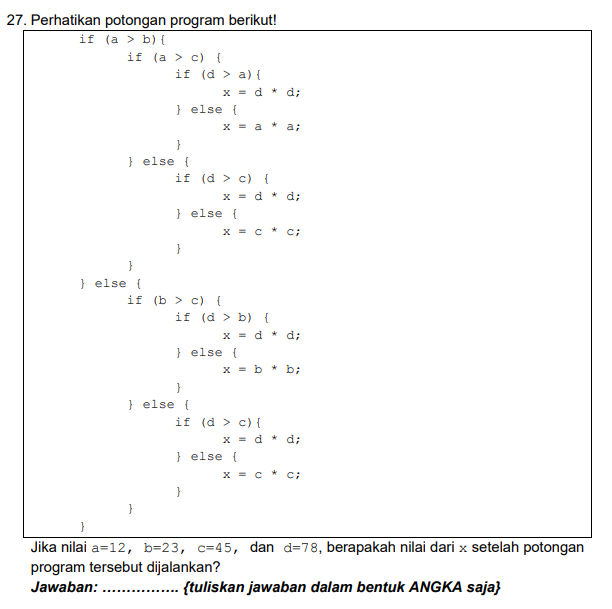 27. Perhatikan potongan program berikut!
if (a > b){
if (a > c) {
if (d > a){
x = d * d;
} else {
x = a * a;
}
} else {
if (d > c) {
x = d * d;
} else {
x = c * c;
}
}
} else {
if (b > c) {
if (d > b) {
x = d * d;
} else {
x = b * b;
}
} else {
if (d > c){
x = d * d;
} else {
x = c * c;
}
}
}
Jika nilai a=12, b=23, c=45, dan d=78, berapakah nilai dari x setelah potongan
program tersebut dijalankan?
Jawaban: ................ {tuliskan jawaban dalam bentuk ANGKA saja}